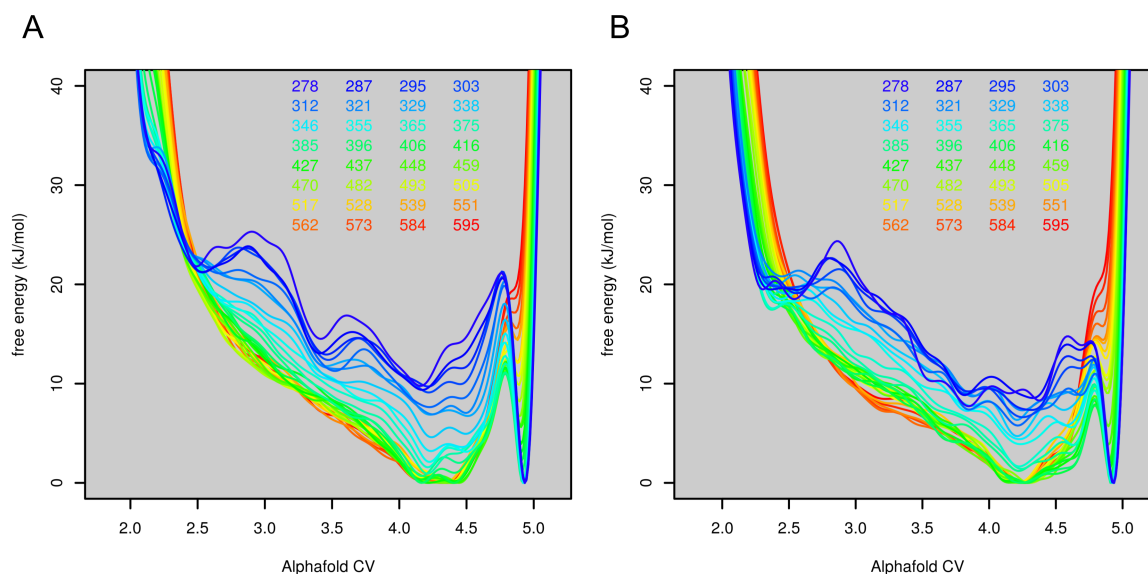 A
B
40
30
20
10
0
free energy (kJ/mol)
278 287 295 303
312 321 329 338
346 355 365 375
385 396 406 416
427 437 448 459
470 482 493 505
517 528 539 551
562 573 584 595
2.0 2.5 3.0 3.5 4.0 4.5 5.0
Alphafold CV
40
30
20
10
0
free energy (kJ/mol)
278 287 295 303
312 321 329 338
346 355 365 375
385 396 406 416
427 437 448 459
470 482 493 505
517 528 539 551
562 573 584 595
2.0 2.5 3.0 3.5 4.0 4.5 5.0
Alphafold CV